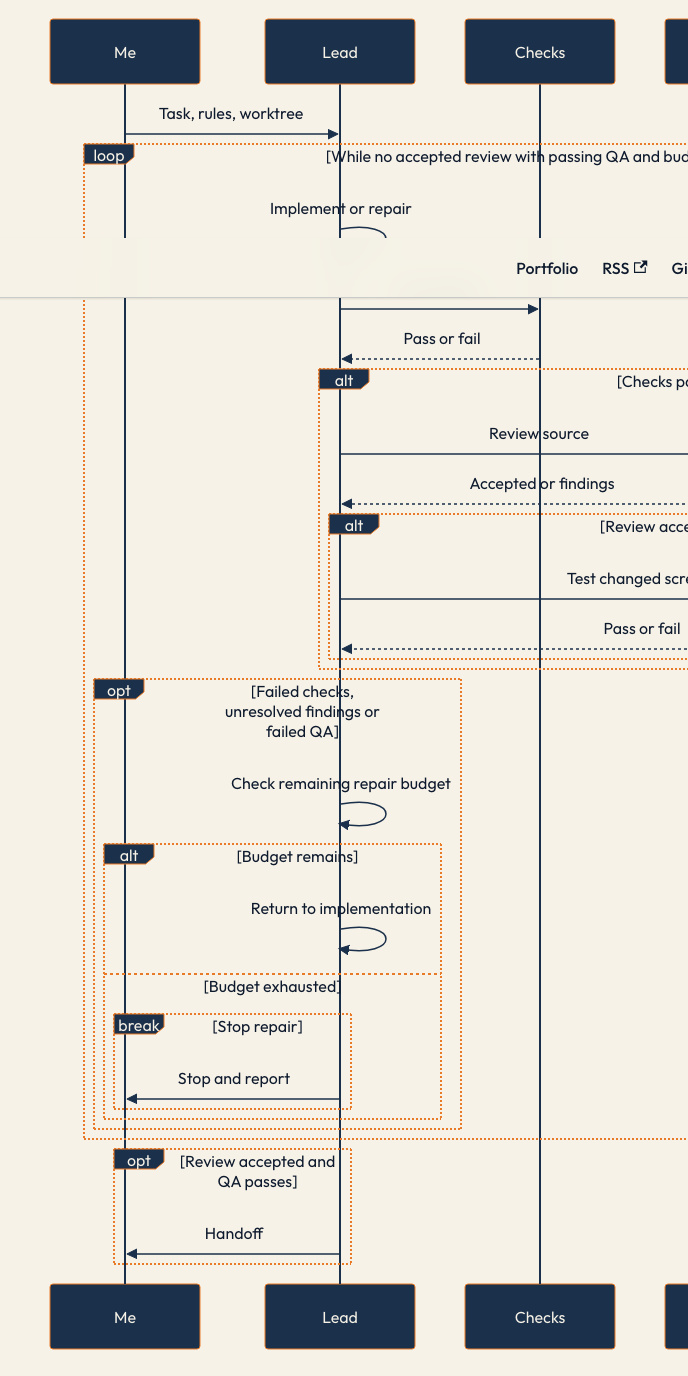 Me
Lead
Checks
Task, rules, worktree
loop
[While no accepted review with passing QA and bud
Implement or repair
Portfolio
RSS
Gi
Pass or fail
alt
[Checks pa
Review source
Accepted or findings
alt
[Review acce
Test changed scre
Pass or fail
opt
[Failed checks,
unresolved findings or
failed QA]
Check remaining repair budget
alt
[Budget remains]
Return to implementation
[Budget exhausted]
break
[Stop repair]
Stop and report
opt
[Review accepted and
QA passes]
Handoff
Me
Lead
Checks